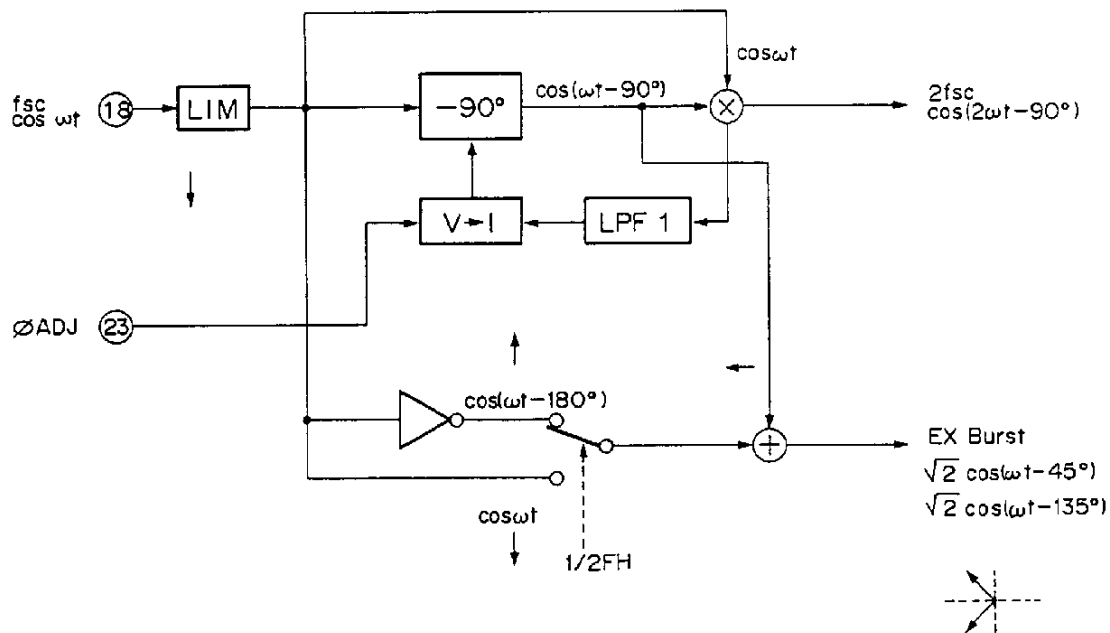 cosωt
fsc
cos ωt
18
LIM
−90°
cos(ωt−90°)
×
2fsc
cos(2ωt−90°)
V→I
LPF 1
∅ADJ
23
cos(ωt−180°)
+
EX Burst
√2 cos(ωt−45°)
√2 cos(ωt−135°)
cosωt
1/2FH